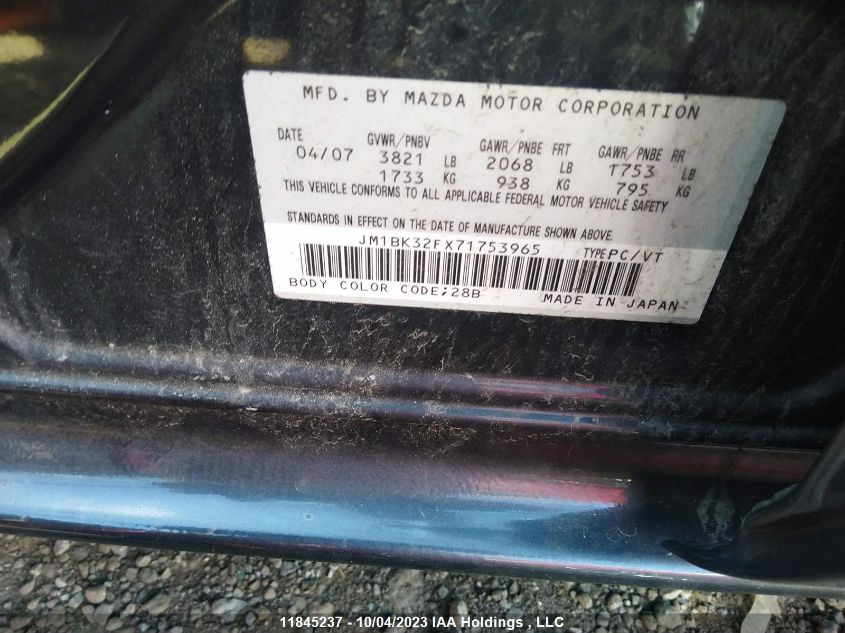 MFD. BY MAZDA MOTOR CORPORATION
DATE GVWR/PNBV GAWR/PNBE FRT GAWR/PNBE RR
04/07 3821 LB 2068 LB 1753 LB
1733 KG 938 KG 795 KG
THIS VEHICLE CONFORMS TO ALL APPLICABLE FEDERAL MOTOR VEHICLE SAFETY
STANDARDS IN EFFECT ON THE DATE OF MANUFACTURE SHOWN ABOVE.
JM1BK32FX71753965 TYPE PC/VT
BODY COLOR CODE;28B MADE IN JAPAN
11845237 - 10/04/2023 IAA Holdings , LLC